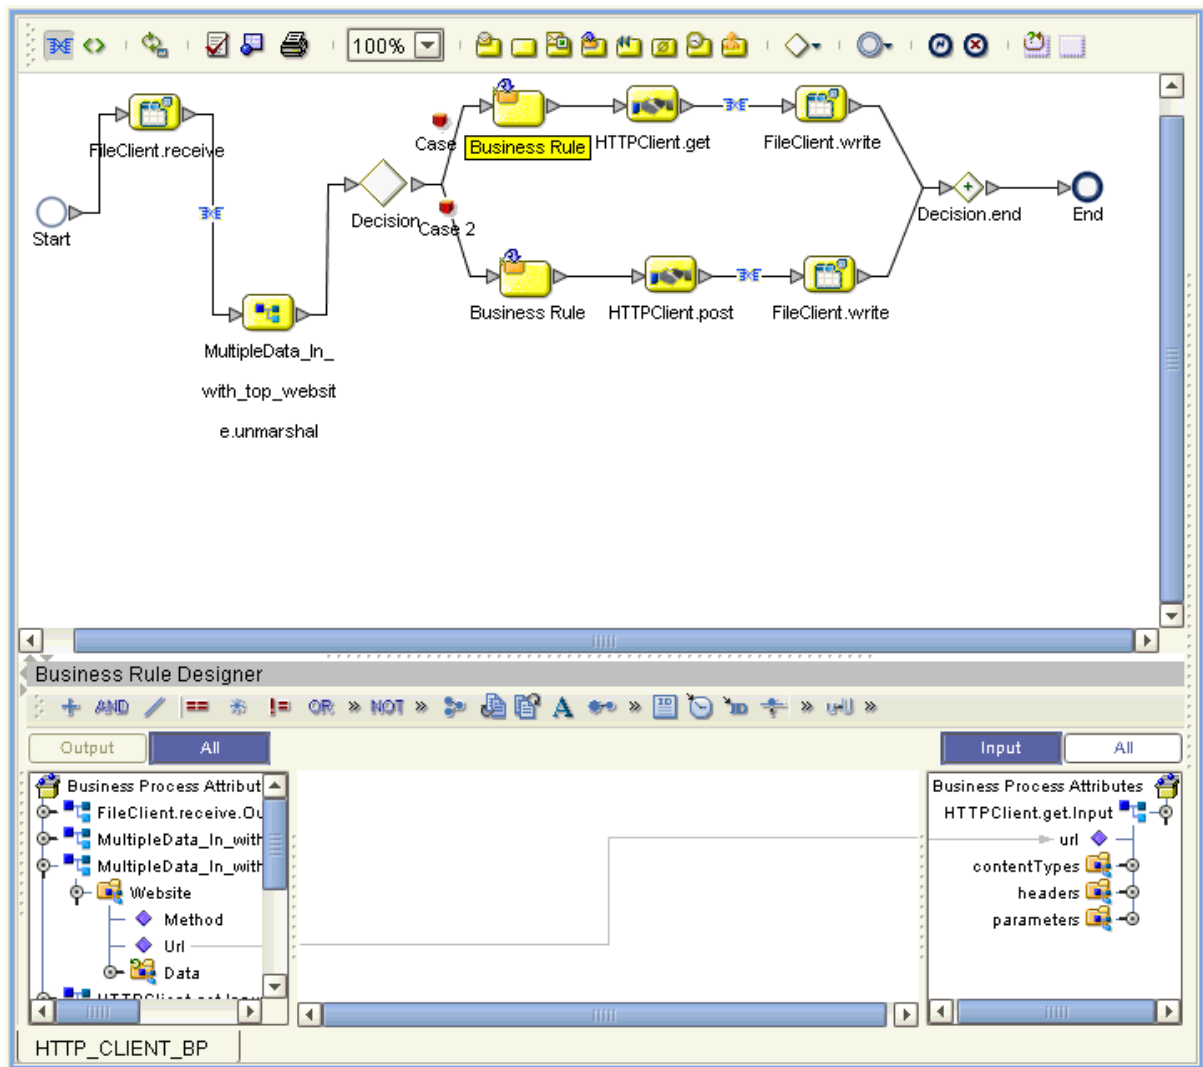 100%
FileClient.receive
Case
Business Rule
HTTPClient.get
FileClient.write
Start
Decision
Case 2
Decision.end
End
Business Rule
HTTPClient.post
FileClient.write
MultipleData_In_
with_top_websit
e.unmarshal
Business Rule Designer
AND
==
!=
OR
»
NOT
»
A
»
ID
ID
»
»
Output
All
Input
All
Business Process Attribut
FileClient.receive.Ou
MultipleData_In_with
MultipleData_In_with
Website
Method
Url
Data
Business Process Attributes
HTTPClient.get.Input
url
contentTypes
headers
parameters
HTTP_CLIENT_BP